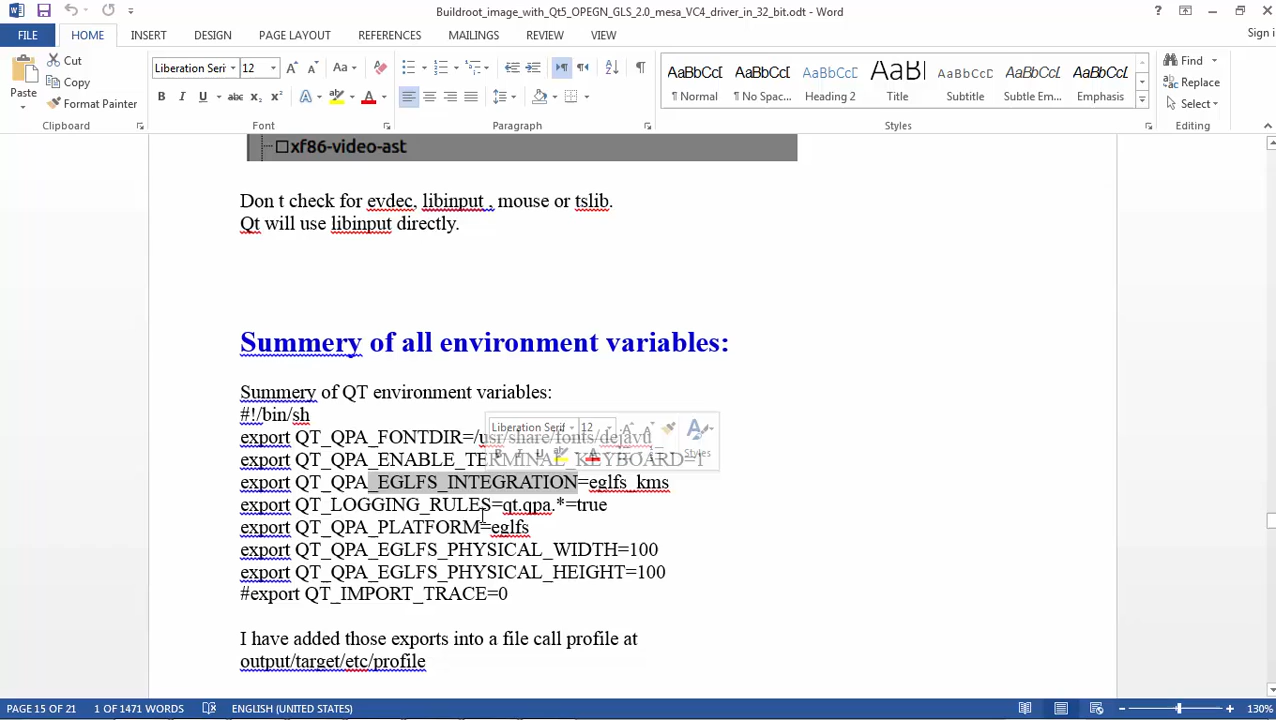 Buildroot_image_with_Qt5_OPEGN_GLS_2.0_mesa_VC4_driver_in_32_bit.odt - Word
FILE HOME INSERT DESIGN PAGE LAYOUT REFERENCES MAILINGS REVIEW VIEW Sign i
Paste
Cut
Copy
Format Painter
Liberation Seri 12
AaBbCcI AaBbCcI AaBbCcI AaBl AaBbCcD AaBbCcI AaBbCcI
¶ Normal ¶ No Spac... Heading 2 Title Subtitle Subtle Em... Emphasis
Find
Replace
Select
Clipboard Font Paragraph Styles Editing
xf86-video-ast
Don t check for evdec, libinput , mouse or tslib.
Qt will use libinput directly.
Summery of all environment variables:
Summery of QT environment variables:
#!/bin/sh
export QT_QPA_FONTDIR=/usr/share/fonts/dejavu
export QT_QPA_ENABLE_TERMINAL_KEYBOARD=1
export QT_QPA_EGLFS_INTEGRATION=eglfs_kms
export QT_LOGGING_RULES=qt.qpa.*=true
export QT_QPA_PLATFORM=eglfs
export QT_QPA_EGLFS_PHYSICAL_WIDTH=100
export QT_QPA_EGLFS_PHYSICAL_HEIGHT=100
#export QT_IMPORT_TRACE=0
Liberation Serif 12
Styles
I have added those exports into a file call profile at
output/target/etc/profile
PAGE 15 OF 21 1 OF 1471 WORDS ENGLISH (UNITED STATES) 130%